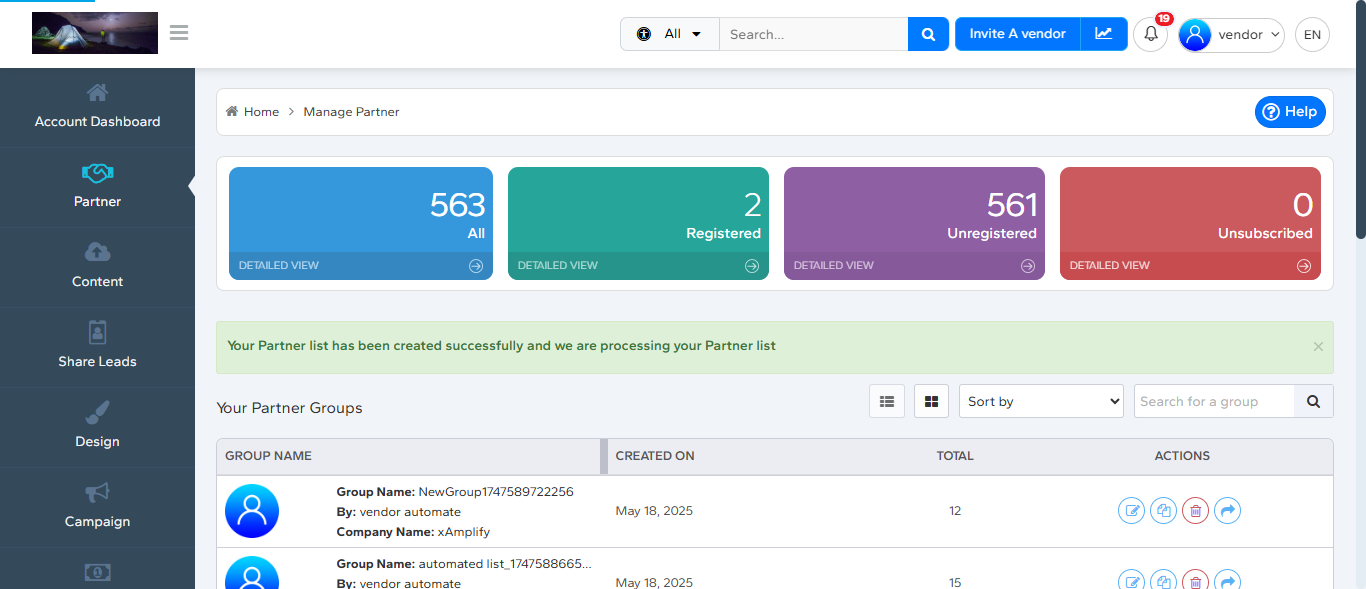 All
Search...
Invite A vendor
19
vendor
EN
Account Dashboard
Partner
Content
Share Leads
Design
Campaign
Home
Manage Partner
Help
563
All
DETAILED VIEW
2
Registered
DETAILED VIEW
561
Unregistered
DETAILED VIEW
0
Unsubscribed
DETAILED VIEW
Your Partner list has been created successfully and we are processing your Partner list
×
Your Partner Groups
Sort by
Search for a group
GROUP NAME CREATED ON TOTAL ACTIONS
Group Name: NewGroup1747589722256
By: vendor automate
Company Name: xAmplify
May 18, 2025
12
Group Name: automated list_1747588665...
By: vendor automate
May 18, 2025
15